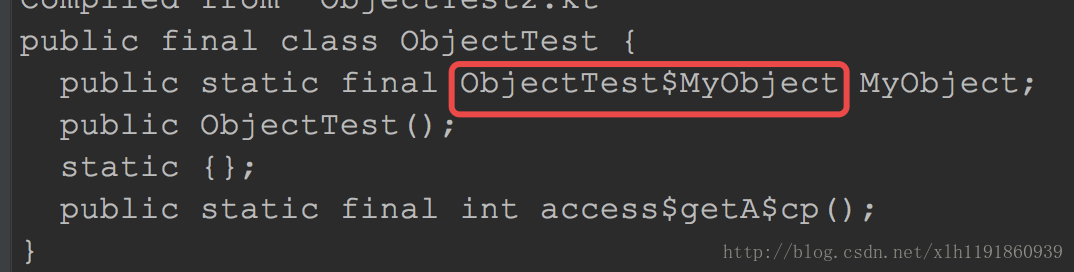 Compiled from "ObjectTest2.kt"
public final class ObjectTest {
  public static final ObjectTest$MyObject MyObject;
  public ObjectTest();
  static {};
  public static final int access$getA$cp();
}
http://blog.csdn.net/xlh1191860939